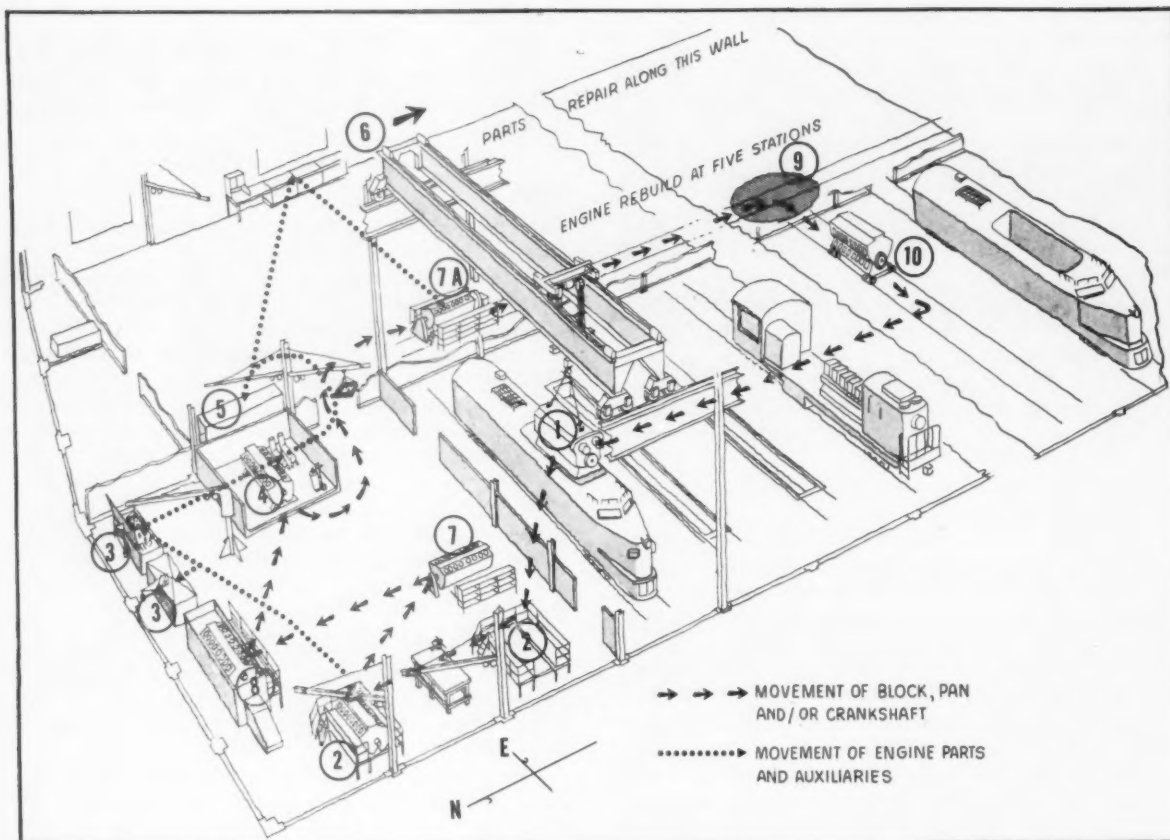 REPAIR ALONG THIS WALL
PARTS
6
ENGINE REBUILD AT FIVE STATIONS
9
10
7A
5
1
4
7
3
3
2
8
2
MOVEMENT OF BLOCK, PAN
AND/OR CRANKSHAFT
E
N
MOVEMENT OF ENGINE PARTS
AND AUXILIARIES